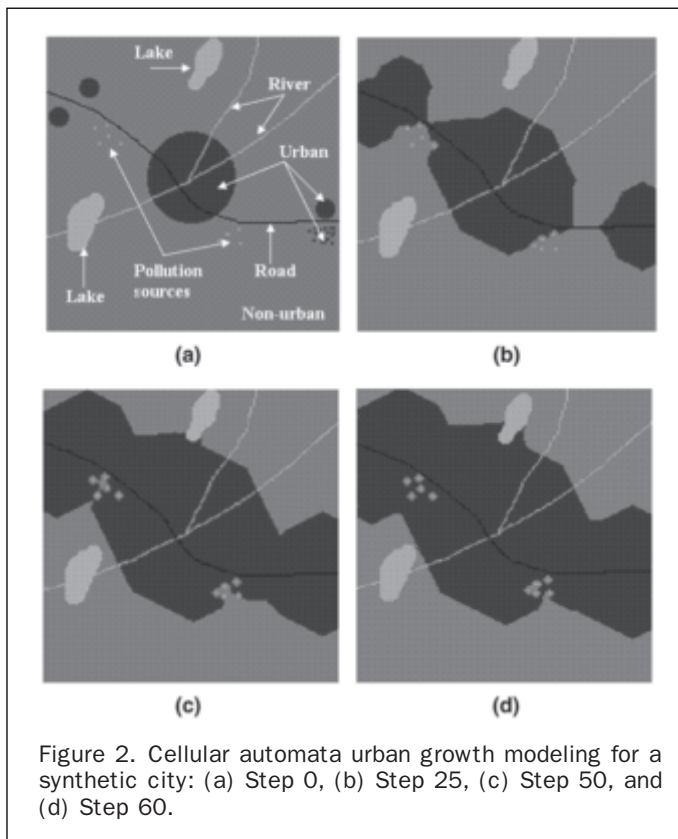 Lake
River
Urban
Pollution
sources
Road
Lake
Non-urban
(a)
(b)
(c)
(d)
Figure 2. Cellular automata urban growth modeling for a
synthetic city: (a) Step 0, (b) Step 25, (c) Step 50, and
(d) Step 60.